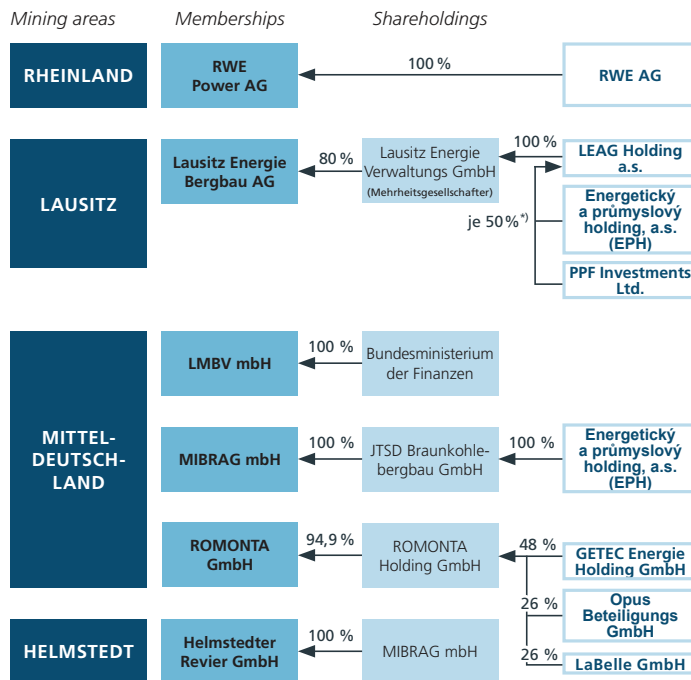 Mining areas
Memberships
Shareholdings
RHEINLAND
RWE
Power AG
100 %
RWE AG
LAUSITZ
Lausitz Energie
Bergbau AG
80 %
Lausitz Energie
Verwaltungs GmbH
(Mehrheitsgesellschafter)
100 %
LEAG Holding
a.s.
je 50%*)
Energetický
a průmyslový
holding, a.s.
(EPH)
PPF Investments
Ltd.
MITTEL-
DEUTSCH-
LAND
LMBV mbH
100 %
Bundesministerium
der Finanzen
MIBRAG mbH
100 %
JTSD Braunkohle-
bergbau GmbH
100 %
Energetický
a průmyslový
holding, a.s.
(EPH)
ROMONTA
GmbH
94,9 %
ROMONTA
Holding GmbH
48 %
GETEC Energie
Holding GmbH
26 %
Opus
Beteiligungs
GmbH
26 %
LaBelle GmbH
HELMSTEDT
Helmstedter
Revier GmbH
100 %
MIBRAG mbH